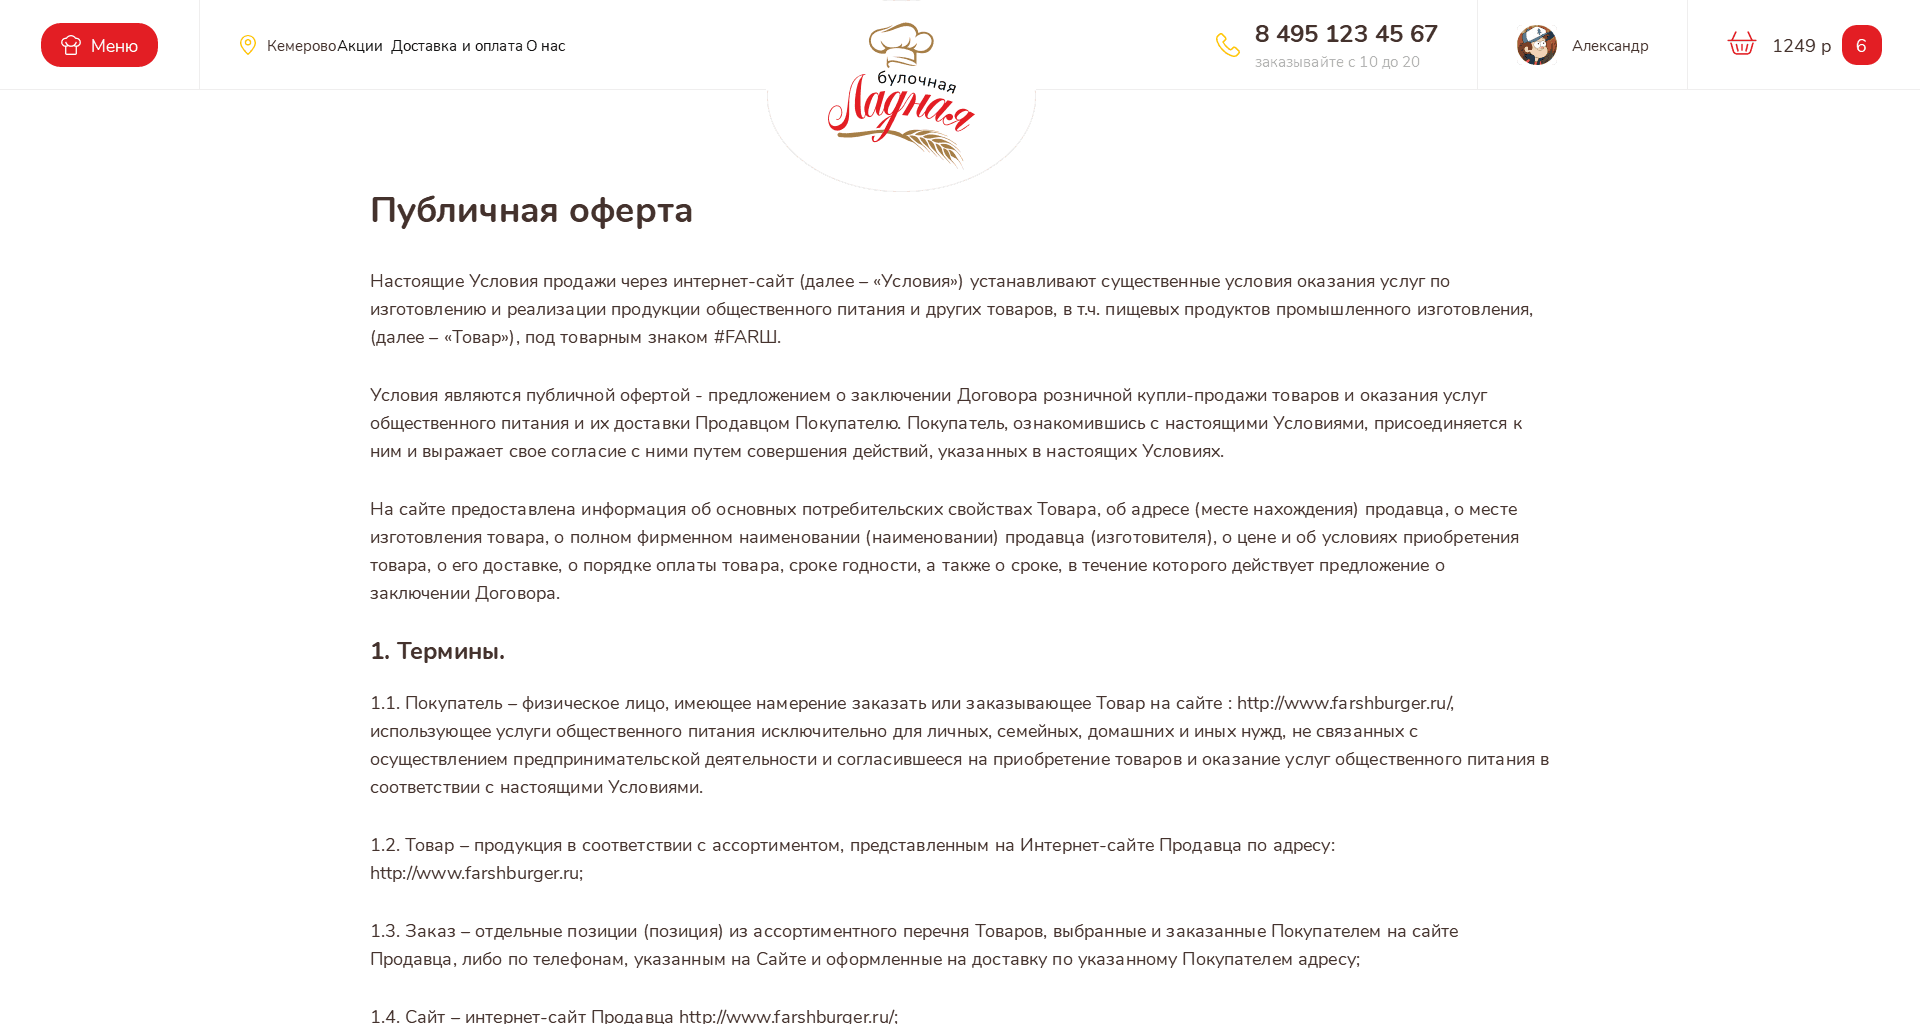 Меню
Кемерово Акции Доставка и оплата О нас
булочная
Ладная
8 495 123 45 67
заказывайте с 10 до 20
Александр
1249 р 6
Публичная оферта
Настоящие Условия продажи через интернет-сайт (далее – «Условия») устанавливают существенные условия оказания услуг по
изготовлению и реализации продукции общественного питания и других товаров, в т.ч. пищевых продуктов промышленного изготовления,
(далее – «Товар»), под товарным знаком #FARШ.
Условия являются публичной офертой - предложением о заключении Договора розничной купли-продажи товаров и оказания услуг
общественного питания и их доставки Продавцом Покупателю. Покупатель, ознакомившись с настоящими Условиями, присоединяется к
ним и выражает свое согласие с ними путем совершения действий, указанных в настоящих Условиях.
На сайте предоставлена информация об основных потребительских свойствах Товара, об адресе (месте нахождения) продавца, о месте
изготовления товара, о полном фирменном наименовании (наименовании) продавца (изготовителя), о цене и об условиях приобретения
товара, о его доставке, о порядке оплаты товара, сроке годности, а также о сроке, в течение которого действует предложение о
заключении Договора.
1. Термины.
1.1. Покупатель – физическое лицо, имеющее намерение заказать или заказывающее Товар на сайте : http://www.farshburger.ru/,
использующее услуги общественного питания исключительно для личных, семейных, домашних и иных нужд, не связанных с
осуществлением предпринимательской деятельности и согласившееся на приобретение товаров и оказание услуг общественного питания в
соответствии с настоящими Условиями.
1.2. Товар – продукция в соответствии с ассортиментом, представленным на Интернет-сайте Продавца по адресу:
http://www.farshburger.ru;
1.3. Заказ – отдельные позиции (позиция) из ассортиментного перечня Товаров, выбранные и заказанные Покупателем на сайте
Продавца, либо по телефонам, указанным на Сайте и оформленные на доставку по указанному Покупателем адресу;
1.4. Сайт – интернет-сайт Продавца http://www.farshburger.ru/;